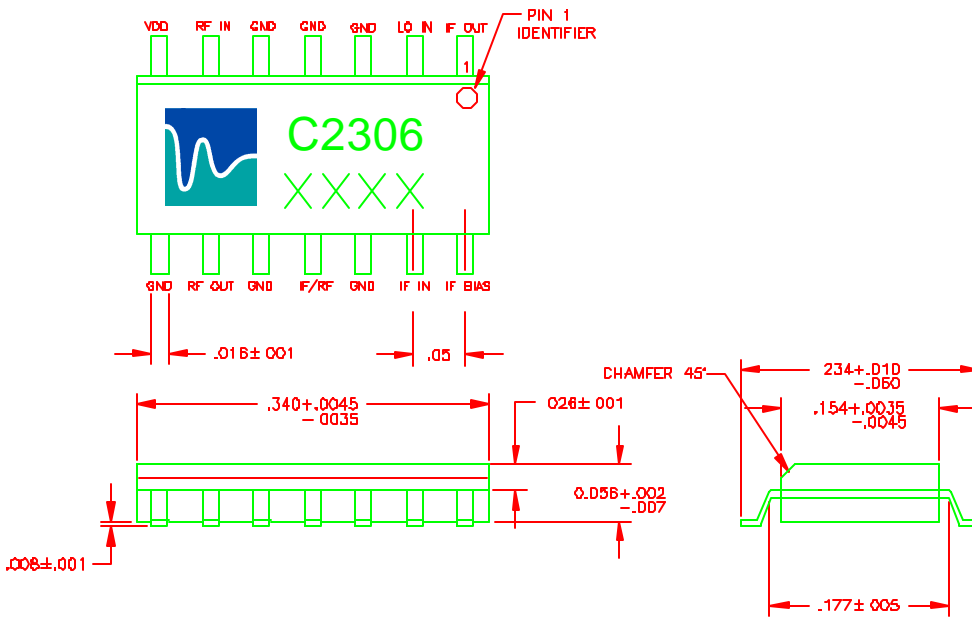 PIN 1
IDENTIFIER
VDD RF IN GND GND GND LO IN IF OUT
1
C2306
XXXX
GND RF OUT GND IF/RF GND IF IN IF BIAS
.016± 001
.05
CHAMFER 45°
234+.010
-.060
.154+.0035
-.0045
.340+.0045
- 0035
026± 001
0.056+.002
-.007
.008±.001
.177± 005